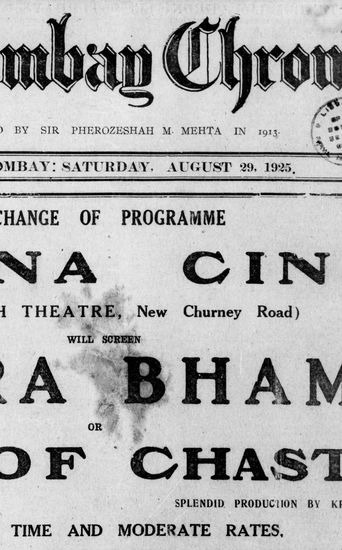 ombay Chron
D BY SIR PHEROZESHAH M. MEHTA IN 1913.
OMBAY: SATURDAY, AUGUST 29, 1925.
CHANGE OF PROGRAMME
NA CIN
H THEATRE, New Churney Road)
WILL SCREEN
RA BHAM
OR
OF CHAST
SPLENDID PRODUCTION BY KR
TIME AND MODERATE RATES.